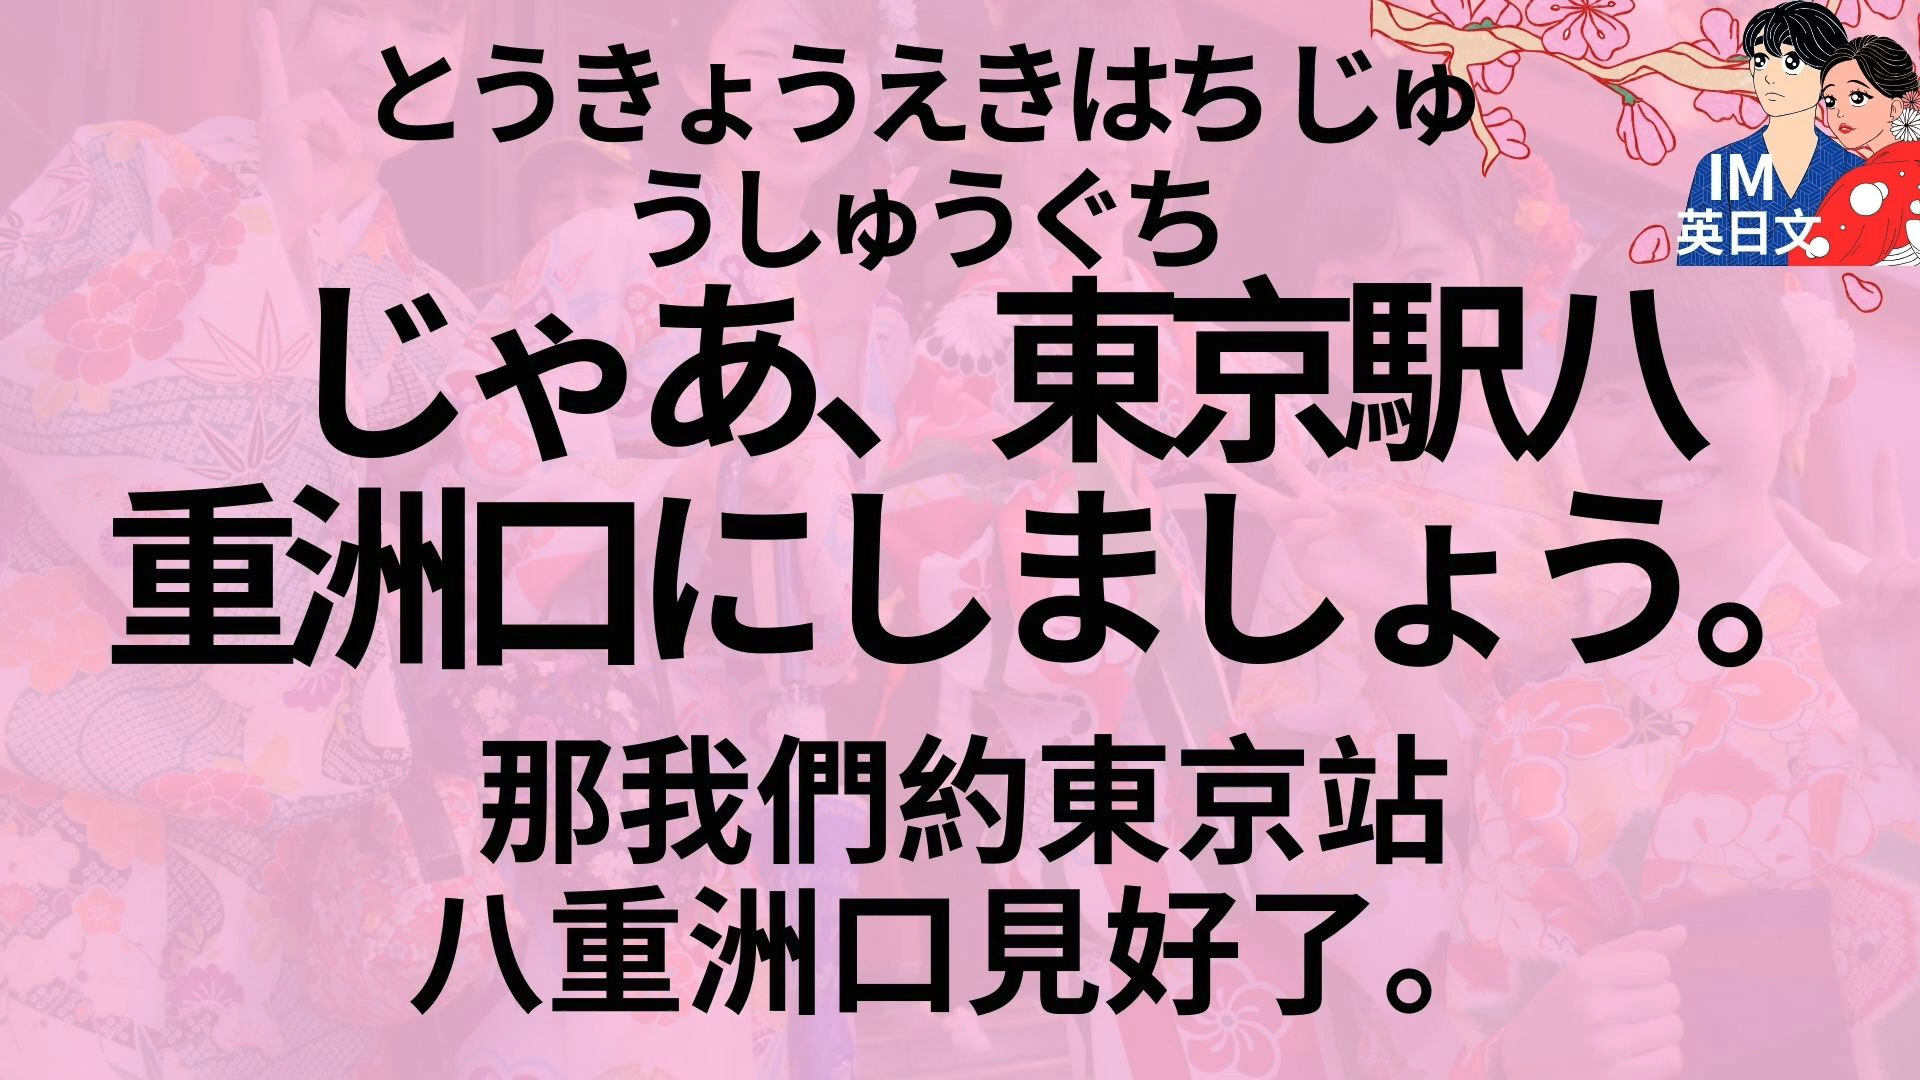 とうきょうえきはちじゅ
うしゅうぐち
じゃあ、東京駅八
重洲口にしましょう。
那我們約東京站
八重洲口見好了。
IM
英日文